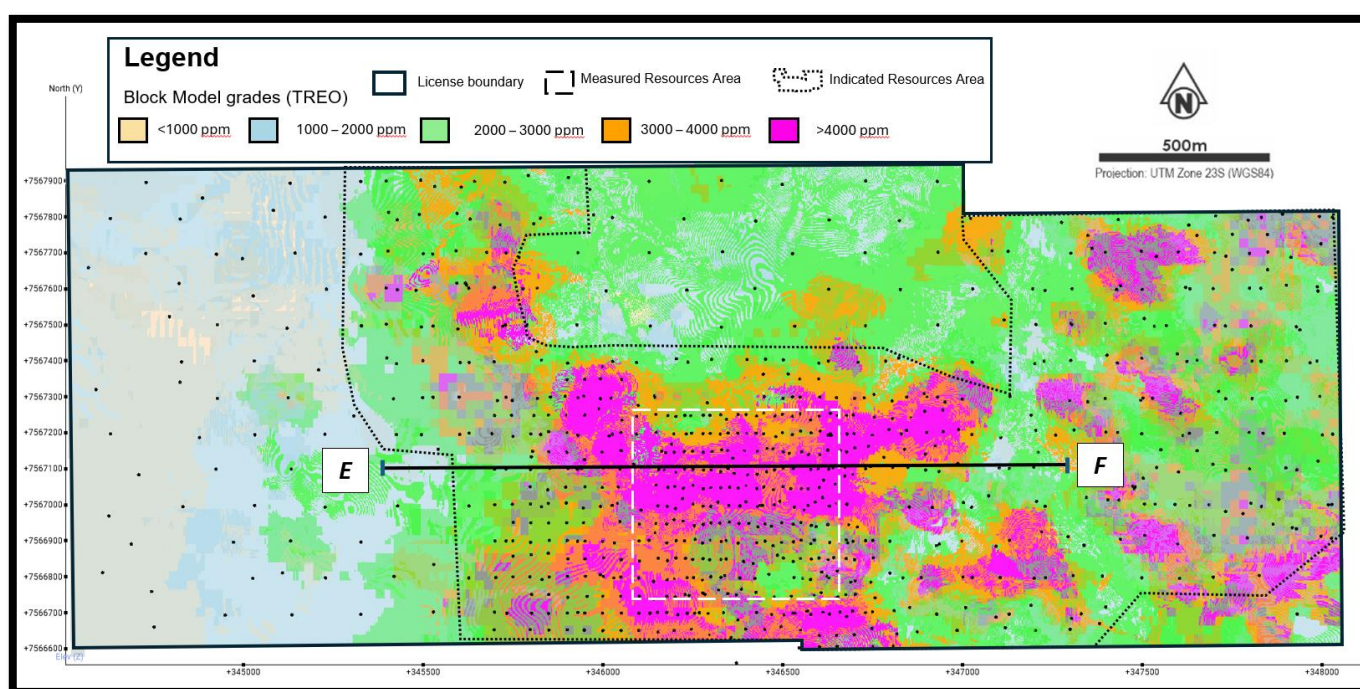 Legend
License boundary
Measured Resources Area
Indicated Resources Area
Block Model grades (TREO)
<1000 ppm
1000 – 2000 ppm
2000 – 3000 ppm
3000 – 4000 ppm
>4000 ppm
N
500m
Projection: UTM Zone 23S (WGS84)
North (Y)
+7567900
+7567800
+7567700
+7567600
+7567500
+7567400
+7567300
+7567200
+7567100
E
F
+7567000
+7566900
+7566800
+7566700
+7566600
Elev (Z)
+345000
+345500
+346000
+346500
+347000
+347500
+348000